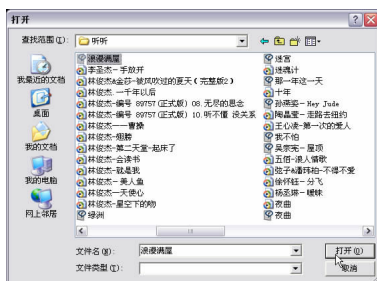 打开
查找范围(I):
听听
我最近的文档
桌面
我的文档
我的电脑
网上邻居
浪漫满屋
李圣杰-手放开
林俊杰&金莎-被风吹过的夏天(完整版2)
林俊杰 一千年以后
林俊杰-编号 89757(正式版) 08.无尽的思念
林俊杰-编号 89757(正式版) 10.听不懂 没关系
林俊杰——曹操
林俊杰-翅膀
林俊杰-第二天堂-起床了
林俊杰-会读书
林俊杰-就是我
林俊杰-美人鱼
林俊杰-天使心
林俊杰-星空下的吻
绿洲
迷宫
迷魂计
那一年这一天
十年
孙燕姿 - Hey Jude
陶晶莹-走路去纽约
王心凌-第一次的爱人
我不怕
吴宗宪-屋顶
五佰-浪人情歌
弦子&潘玮柏-不得不爱
徐怀钰-分飞
杨丞琳-暧昧
夜曲
夜曲
文件名(N):
浪漫满屋
打开(O)
文件类型(T):
取消